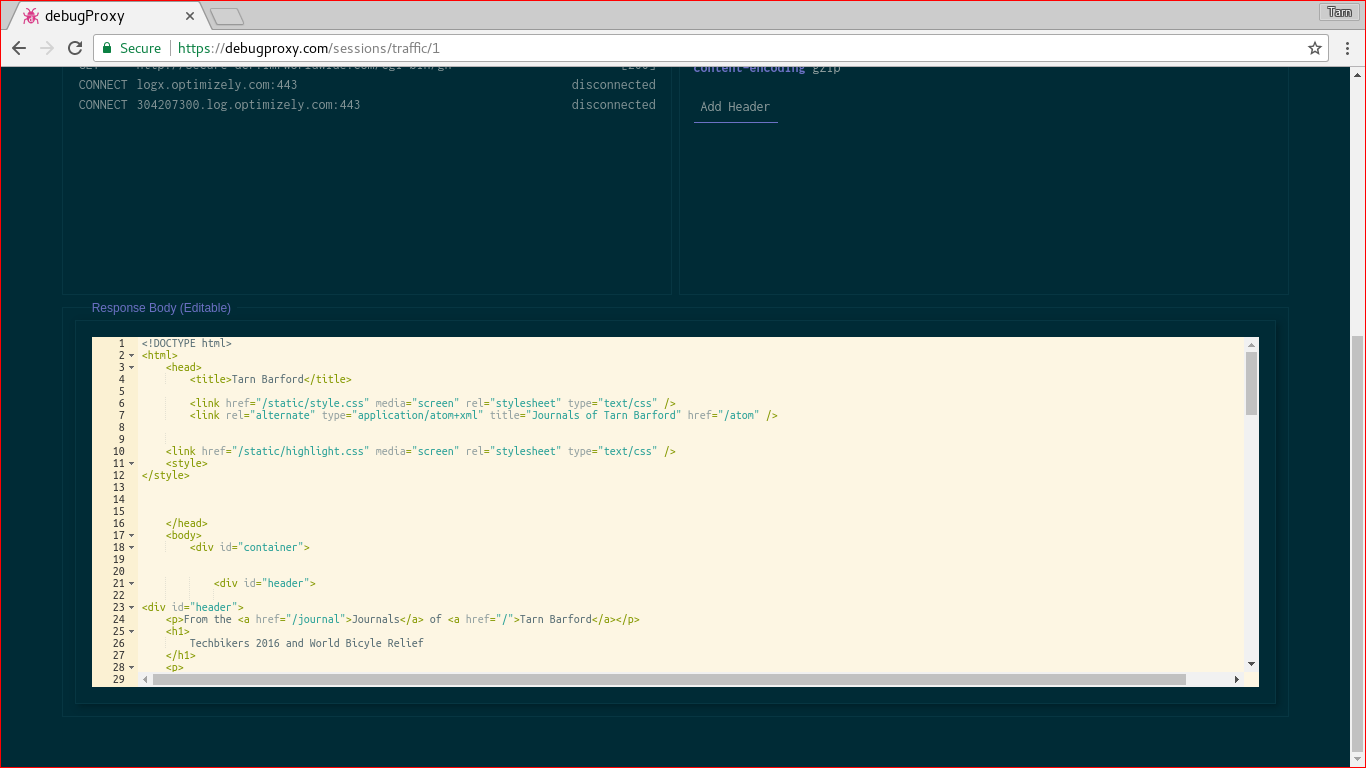 debugProxy
Tarn
Secure https://debugproxy.com/sessions/traffic/1
content-encoding gzip
CONNECT logx.optimizely.com:443 disconnected
CONNECT 304207300.log.optimizely.com:443 disconnected
Add Header
Response Body (Editable)
1 <!DOCTYPE html>
2 <html>
3 <head>
4 <title>Tarn Barford</title>
5
6 <link href="/static/style.css" media="screen" rel="stylesheet" type="text/css" />
7 <link rel="alternate" type="application/atom+xml" title="Journals of Tarn Barford" href="/atom" />
8
9
10 <link href="/static/highlight.css" media="screen" rel="stylesheet" type="text/css" />
11 <style>
12 </style>
13
14
15
16 </head>
17 <body>
18 <div id="container">
19
20
21 <div id="header">
22
23 <div id="header">
24 <p>From the <a href="/journal">Journals</a> of <a href="/">Tarn Barford</a></p>
25 <h1>
26 Techbikers 2016 and World Bicyle Relief
27 </h1>
28 <p>
29